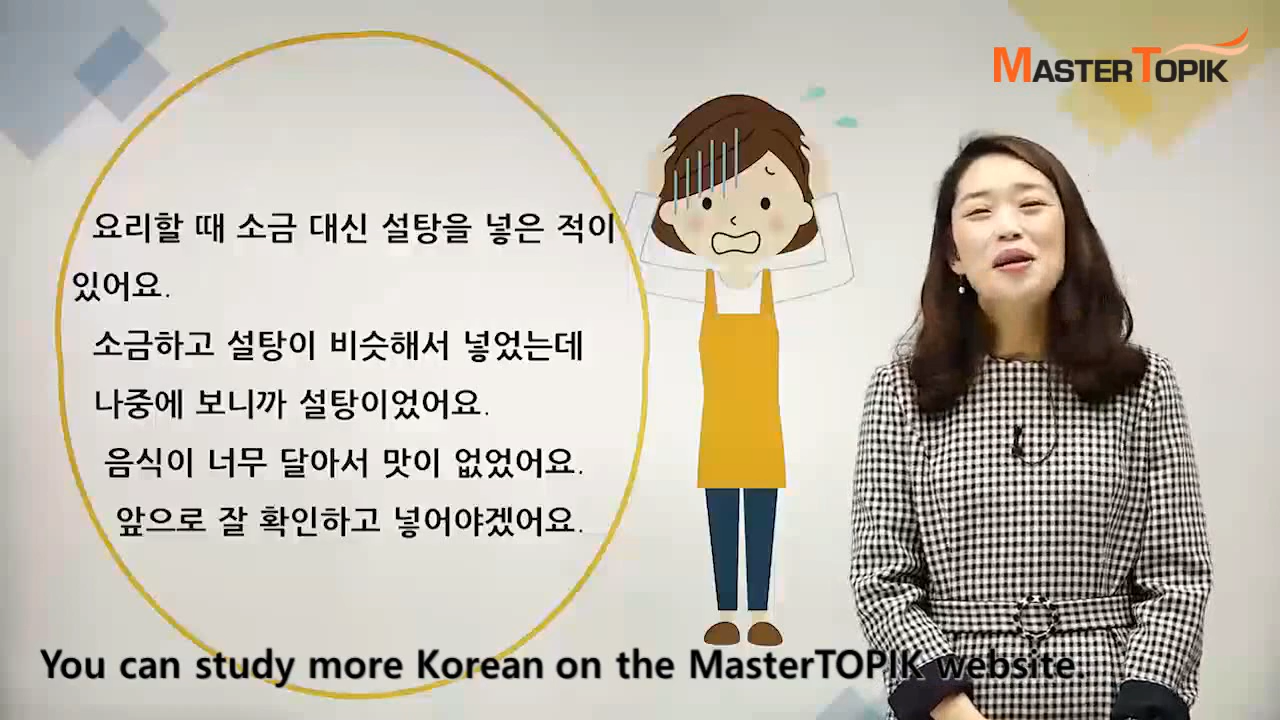 MASTERTOPIK
요리할 때 소금 대신 설탕을 넣은 적이
있어요.
소금하고 설탕이 비슷해서 넣었는데
나중에 보니까 설탕이었어요.
음식이 너무 달아서 맛이 없었어요.
앞으로 잘 확인하고 넣어야겠어요.
You can study more Korean on the MasterTOPIK website.